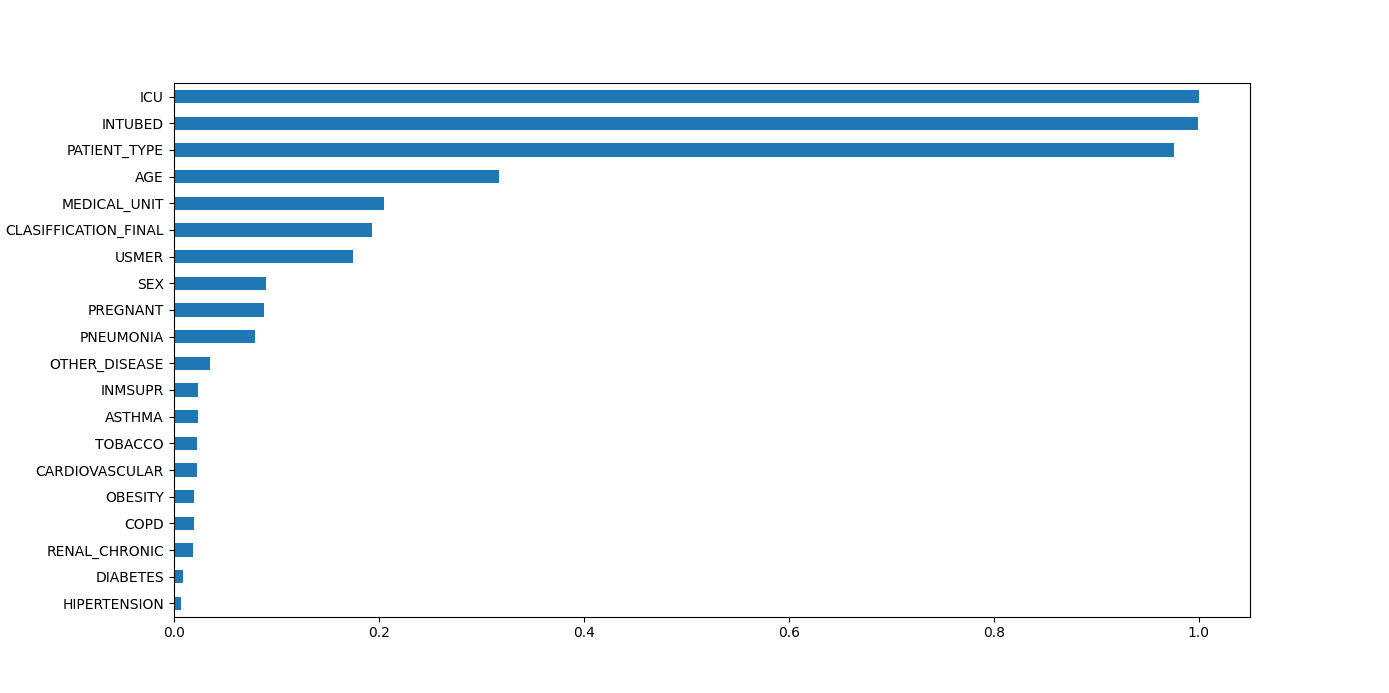 ICU
INTUBED
PATIENT_TYPE
AGE
MEDICAL_UNIT
CLASIFFICATION_FINAL
USMER
SEX
PREGNANT
PNEUMONIA
OTHER_DISEASE
INMSUPR
ASTHMA
TOBACCO
CARDIOVASCULAR
OBESITY
COPD
RENAL_CHRONIC
DIABETES
HIPERTENSION
0.0 0.2 0.4 0.6 0.8 1.0